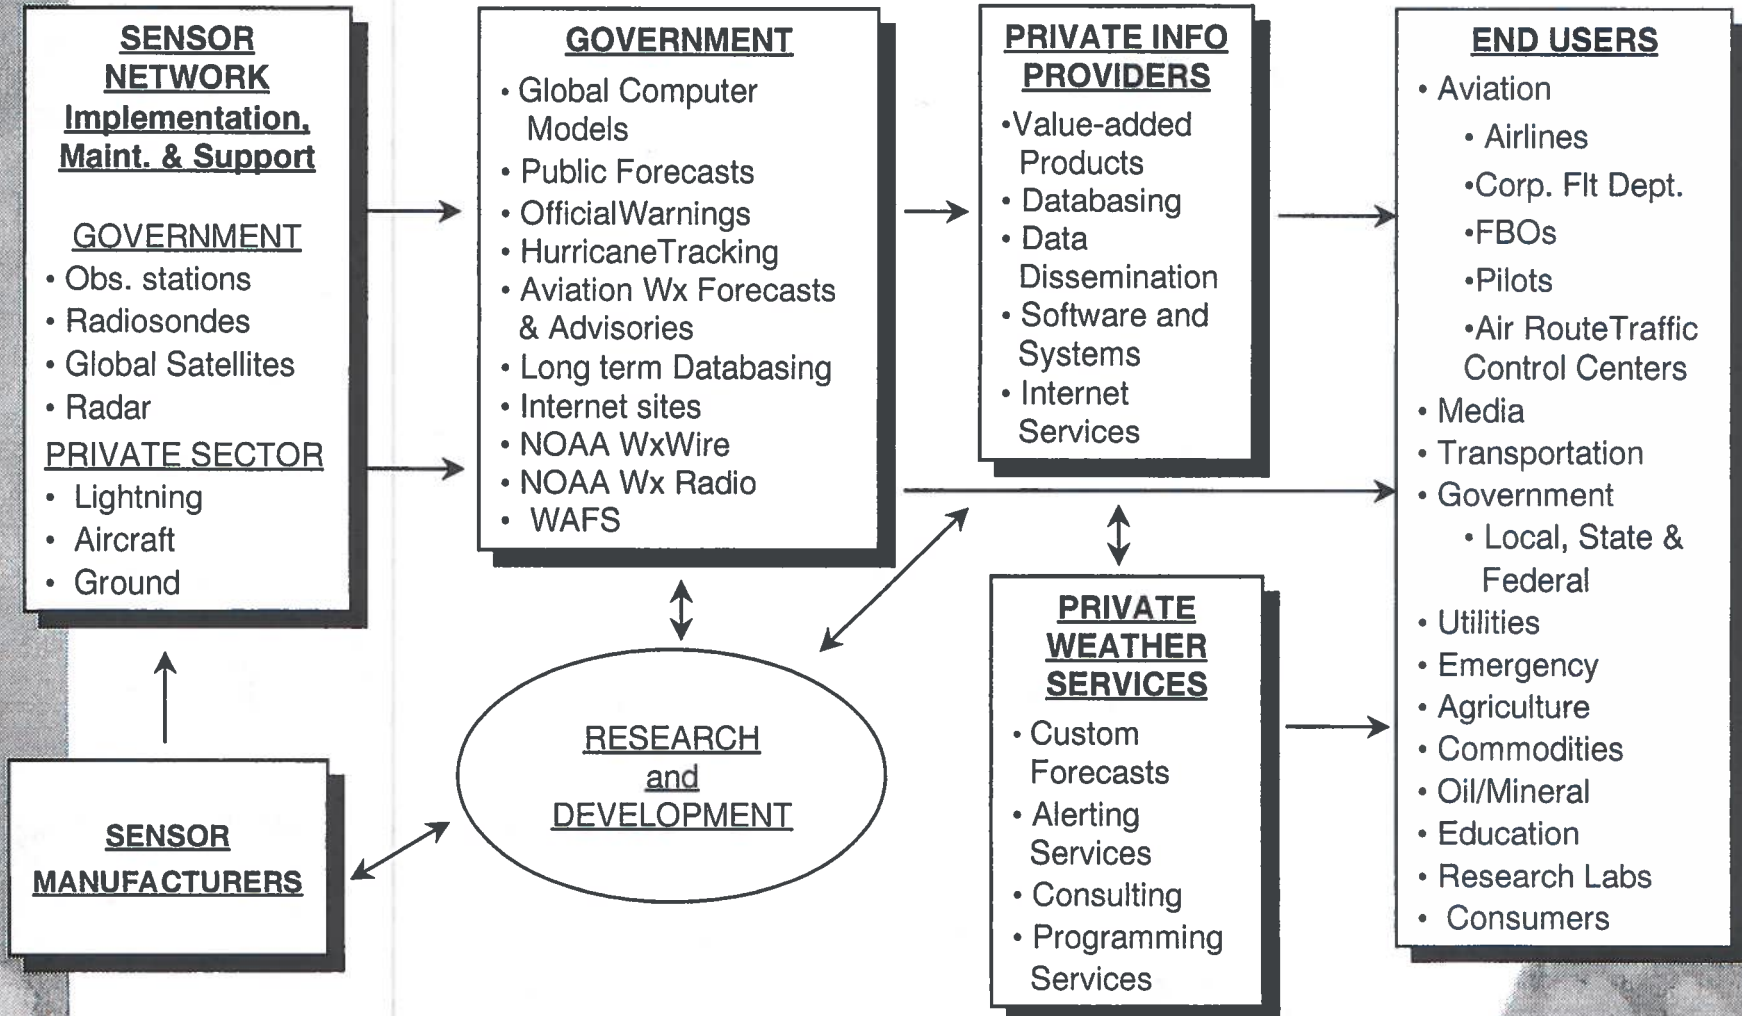 SENSOR
NETWORK
Implementation,
Maint. & Support
GOVERNMENT
• Obs. stations
• Radiosondes
• Global Satellites
• Radar
PRIVATE SECTOR
• Lightning
• Aircraft
• Ground
SENSOR
MANUFACTURERS
GOVERNMENT
• Global Computer
Models
• Public Forecasts
• OfficialWarnings
• HurricaneTracking
• Aviation Wx Forecasts
& Advisories
• Long term Databasing
• Internet sites
• NOAA WxWire
• NOAA Wx Radio
• WAFS
RESEARCH
and
DEVELOPMENT
PRIVATE INFO
PROVIDERS
•Value-added
Products
• Databasing
• Data
Dissemination
• Software and
Systems
• Internet
Services
PRIVATE
WEATHER
SERVICES
• Custom
Forecasts
• Alerting
Services
• Consulting
• Programming
Services
END USERS
• Aviation
• Airlines
•Corp. Flt Dept.
•FBOs
•Pilots
•Air RouteTraffic
Control Centers
• Media
• Transportation
• Government
• Local, State &
Federal
• Utilities
• Emergency
• Agriculture
• Commodities
• Oil/Mineral
• Education
• Research Labs
• Consumers